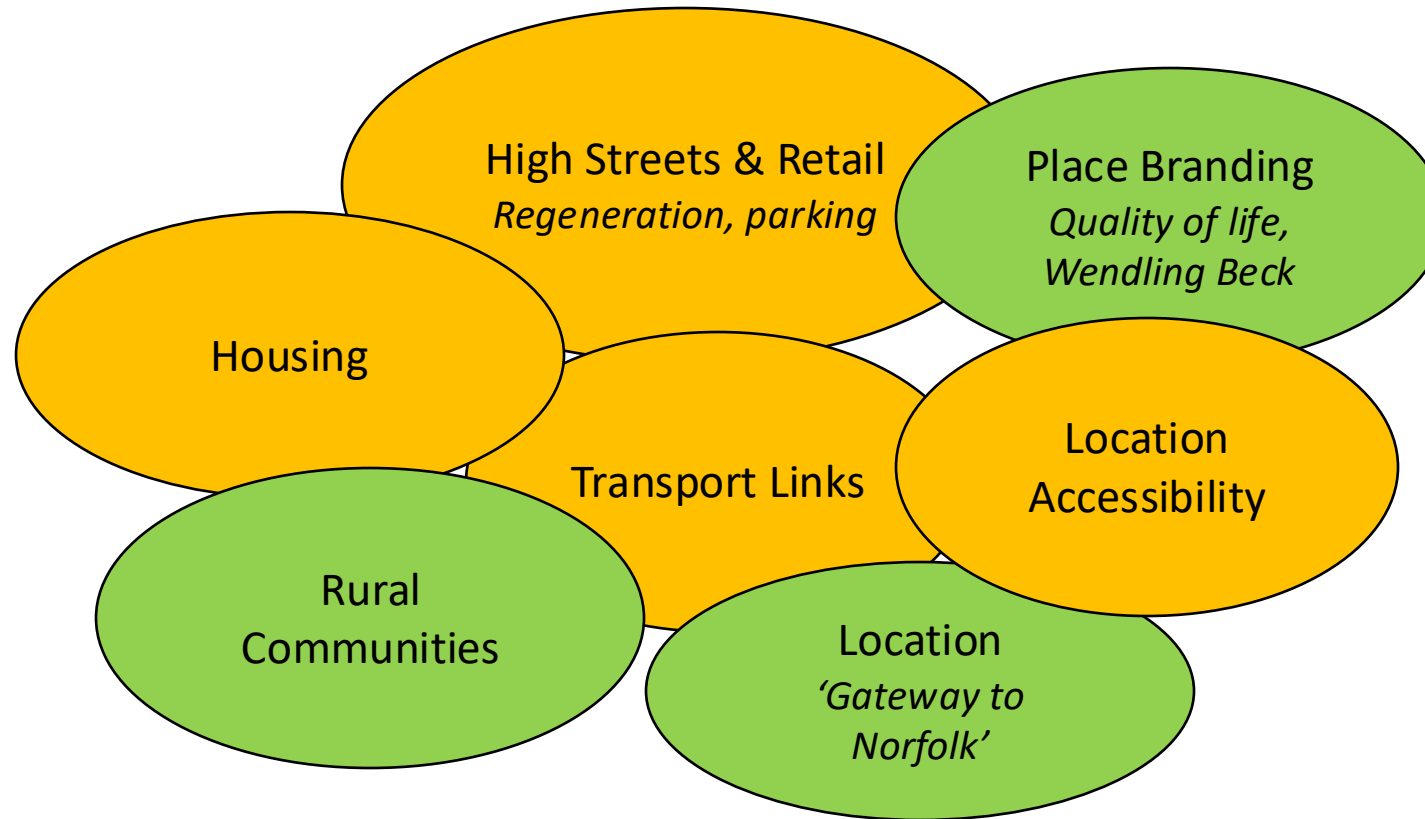 High Streets & Retail
Regeneration, parking
Place Branding
Quality of life,
Wendling Beck
Housing
Transport Links
Location
Accessibility
Rural
Communities
Location
‘Gateway to
Norfolk’